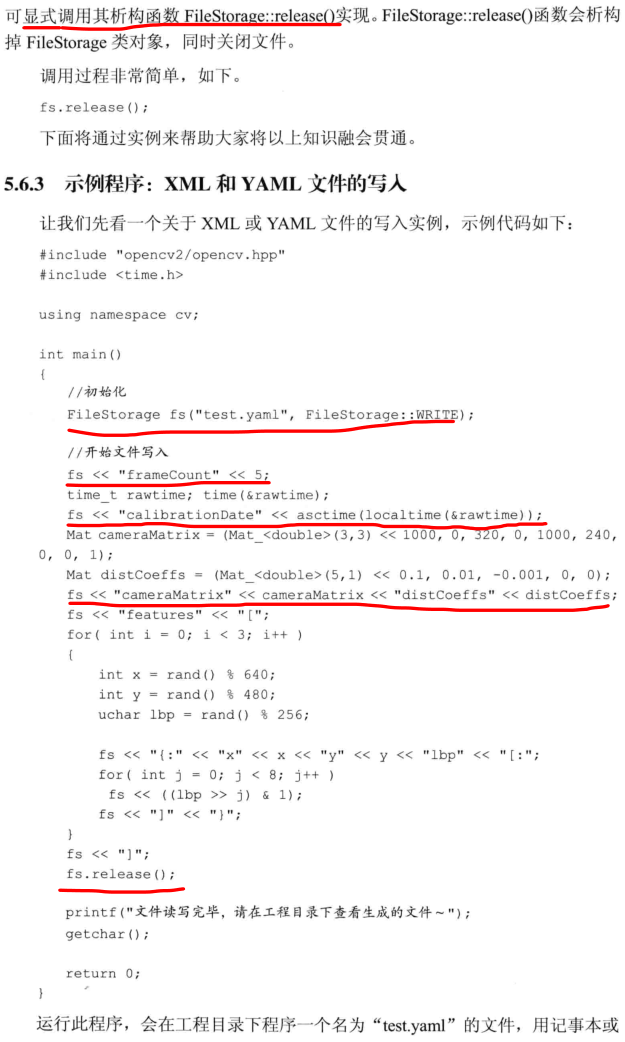 可显式调用其析构函数 FileStorage::release()实现。FileStorage::release()函数会析构
掉 FileStorage 类对象，同时关闭文件。
调用过程非常简单，如下。
fs.release();
下面将通过实例来帮助大家将以上知识融会贯通。
5.6.3 示例程序：XML 和 YAML 文件的写入
让我们先看一个关于 XML 或 YAML 文件的写入实例，示例代码如下：
#include "opencv2/opencv.hpp"
#include <time.h>
using namespace cv;
int main()
{
//初始化
FileStorage fs("test.yaml", FileStorage::WRITE);
//开始文件写入
fs << "frameCount" << 5;
time_t rawtime; time(&rawtime);
fs << "calibrationDate" << asctime(localtime(&rawtime));
Mat cameraMatrix = (Mat_<double>(3,3) << 1000, 0, 320, 0, 1000, 240,
0, 0, 1);
Mat distCoeffs = (Mat_<double>(5,1) << 0.1, 0.01, -0.001, 0, 0);
fs << "cameraMatrix" << cameraMatrix << "distCoeffs" << distCoeffs;
fs << "features" << "[";
for( int i = 0; i < 3; i++ )
{
int x = rand() % 640;
int y = rand() % 480;
uchar lbp = rand() % 256;
fs << "{:" << "x" << x << "y" << y << "lbp" << "[:";
for( int j = 0; j < 8; j++ )
fs << ((lbp >> j) & 1);
fs << "]" << "}";
}
fs << "]";
fs.release();
printf("文件读写完毕，请在工程目录下查看生成的文件~");
getchar();
return 0;
}
运行此程序，会在工程目录下程序一个名为“test.yaml”的文件，用记事本或